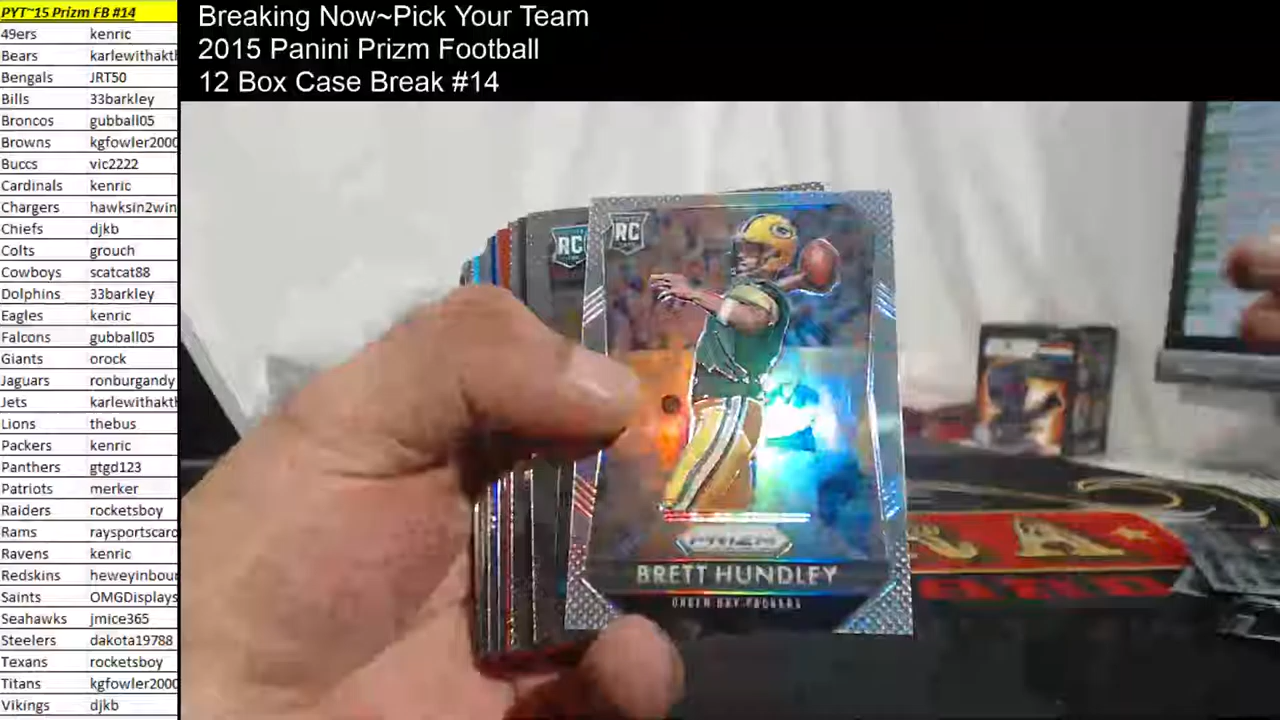 PYT~15 Prizm FB #14
49ers kenric
Bears karlewithakth
Bengals JRT50
Bills 33barkley
Broncos gubball05
Browns kgfowler2000
Buccs vic2222
Cardinals kenric
Chargers hawksin2win
Chiefs djkb
Colts grouch
Cowboys scatcat88
Dolphins 33barkley
Eagles kenric
Falcons gubball05
Giants orock
Jaguars ronburgandy
Jets karlewithakth
Lions thebus
Packers kenric
Panthers gtgd123
Patriots merker
Raiders rocketsboy
Rams raysportscard
Ravens kenric
Redskins heweyinbour
Saints OMGDisplays
Seahawks jmice365
Steelers dakota19788
Texans rocketsboy
Titans kgfowler2000
Vikings djkb
Breaking Now~Pick Your Team
2015 Panini Prizm Football
12 Box Case Break #14
RC
RC
PRIZM
BRETT HUNDLEY
GREEN BAY PACKERS